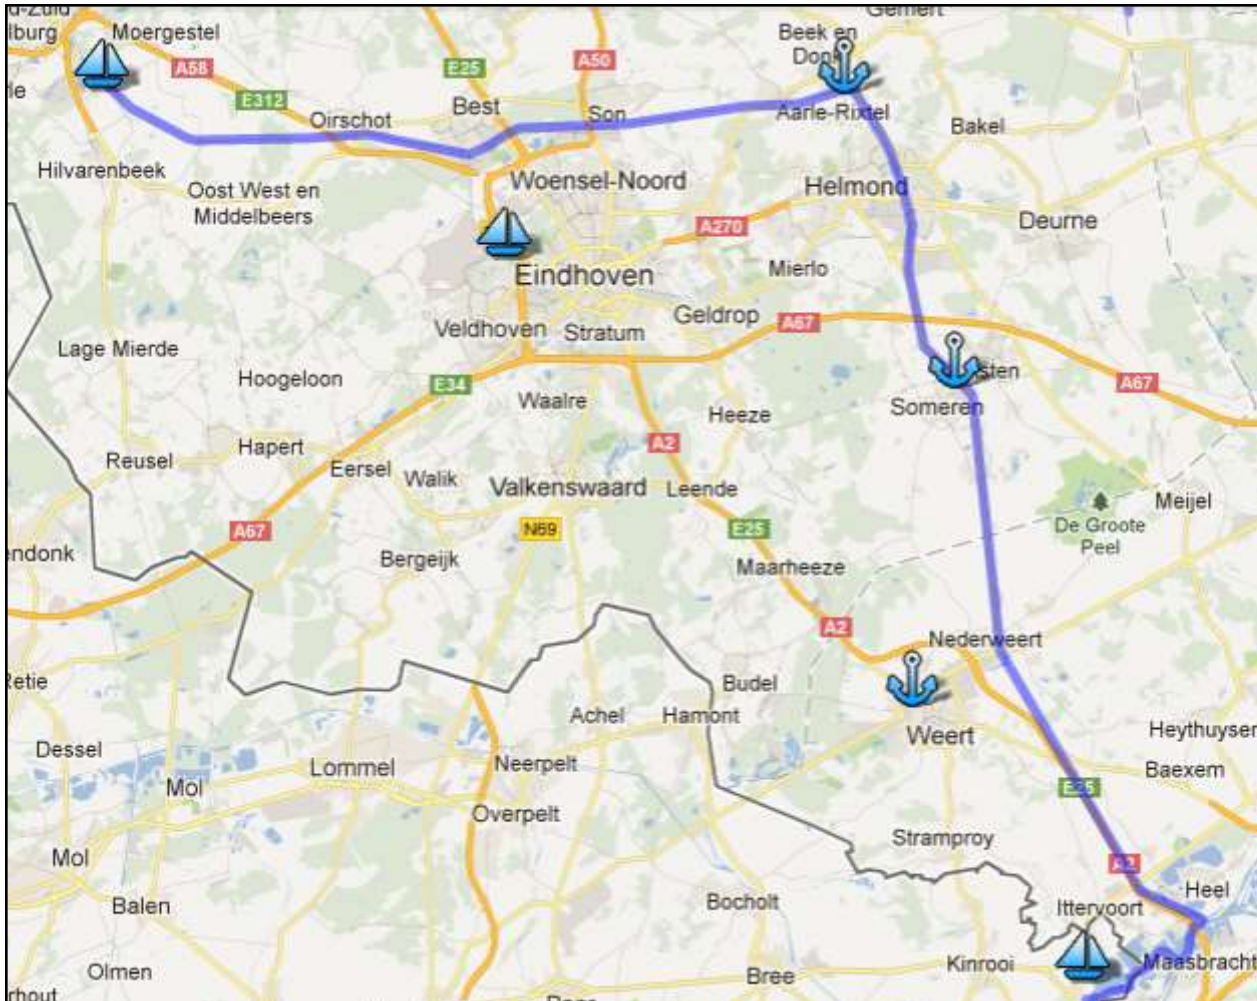 Moergestel
Beek en
Donk
A58
E25
A50
E312
Best
Son
Oirschot
Aarle-Rixtel
Bakel
Hilvarenbeek
Oost West en
Middelbeers
Woensel-Noord
Helmond
Deurne
A270
Mierlo
Eindhoven
Veldhoven
Stratum
Geldrop
A67
Lage Mierde
Hoogeloon
E34
A67
Waalre
Heeze
Someren
Hapert
A2
Reusel
Eersel
Walik
Valkenswaard
Leende
Meijel
A67
N69
E25
De Groote
Peel
Bergeijk
Maarheeze
A2
Nederweert
Retie
Budel
Achel
Hamont
Weert
Heythuysen
Dessel
Lommel
Neerpelt
Baexem
Mol
E25
Overpelt
Stramproy
Mol
A2
Heel
Balen
Bocholt
Ittervoort
Olmen
Bree
Kinrooi
Maasbracht